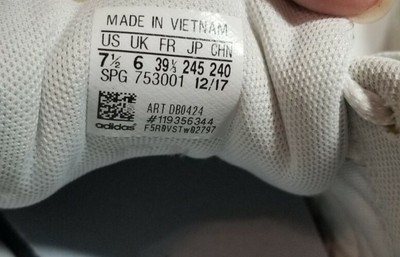 MADE IN VIETNAM
US UK FR JP CHN
7½ 6 39⅓ 245 240
SPG 753001 12/17
ART DB0424
#119356344
adidas F5R0VSTw02797